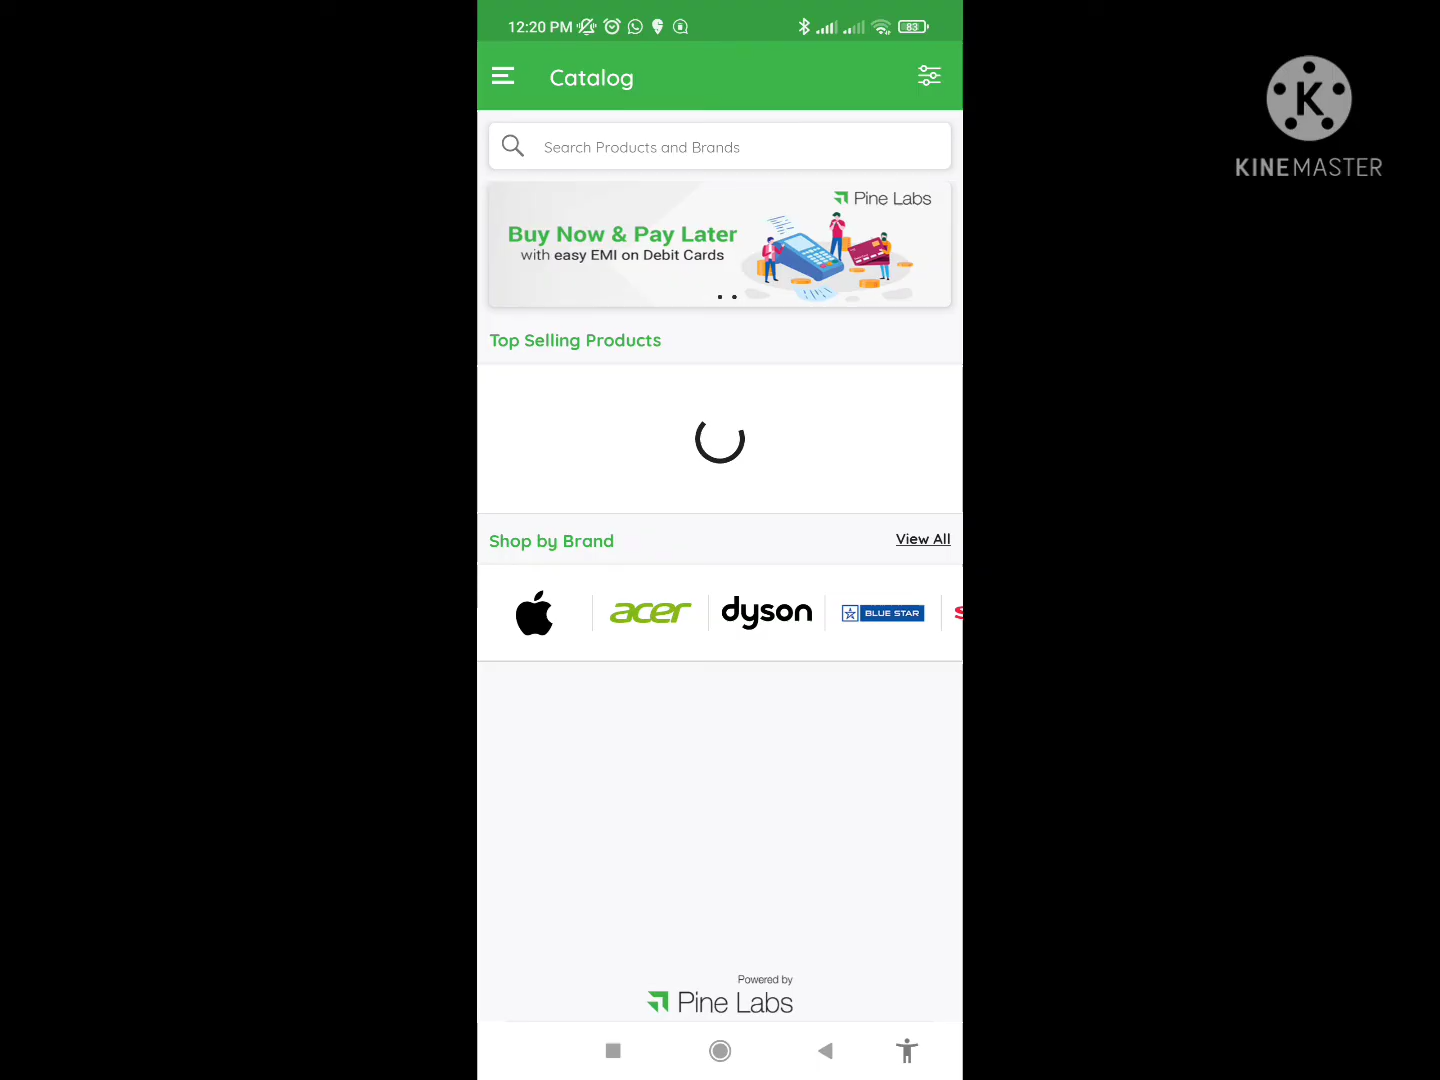 12:20 PM
83
Catalog
K
KINEMASTER
Search Products and Brands
Pine Labs
Buy Now & Pay Later
with easy EMI on Debit Cards
Top Selling Products
Shop by Brand
View All
acer
dyson
BLUE STAR
Powered by
Pine Labs